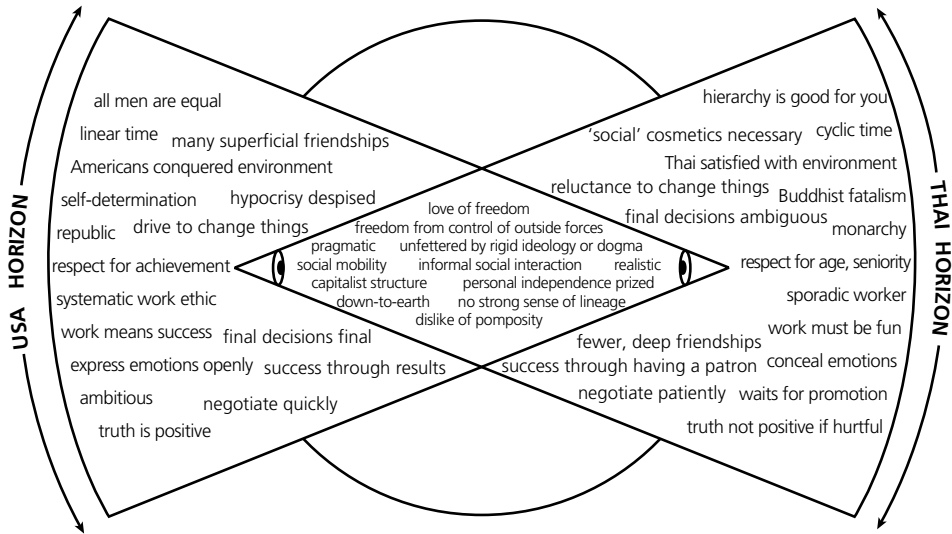 USA HORIZON
all men are equal
linear time
many superficial friendships
Americans conquered environment
self-determination
hypocrisy despised
republic
drive to change things
respect for achievement
systematic work ethic
work means success
final decisions final
express emotions openly
success through results
ambitious
negotiate quickly
truth is positive
love of freedom
freedom from control of outside forces
pragmatic
unfettered by rigid ideology or dogma
social mobility
informal social interaction
realistic
capitalist structure
personal independence prized
down-to-earth
no strong sense of lineage
dislike of pomposity
hierarchy is good for you
'social' cosmetics necessary
cyclic time
Thai satisfied with environment
reluctance to change things
Buddhist fatalism
final decisions ambiguous
monarchy
respect for age, seniority
sporadic worker
work must be fun
fewer, deep friendships
conceal emotions
success through having a patron
negotiate patiently
waits for promotion
truth not positive if hurtful
THAI HORIZON